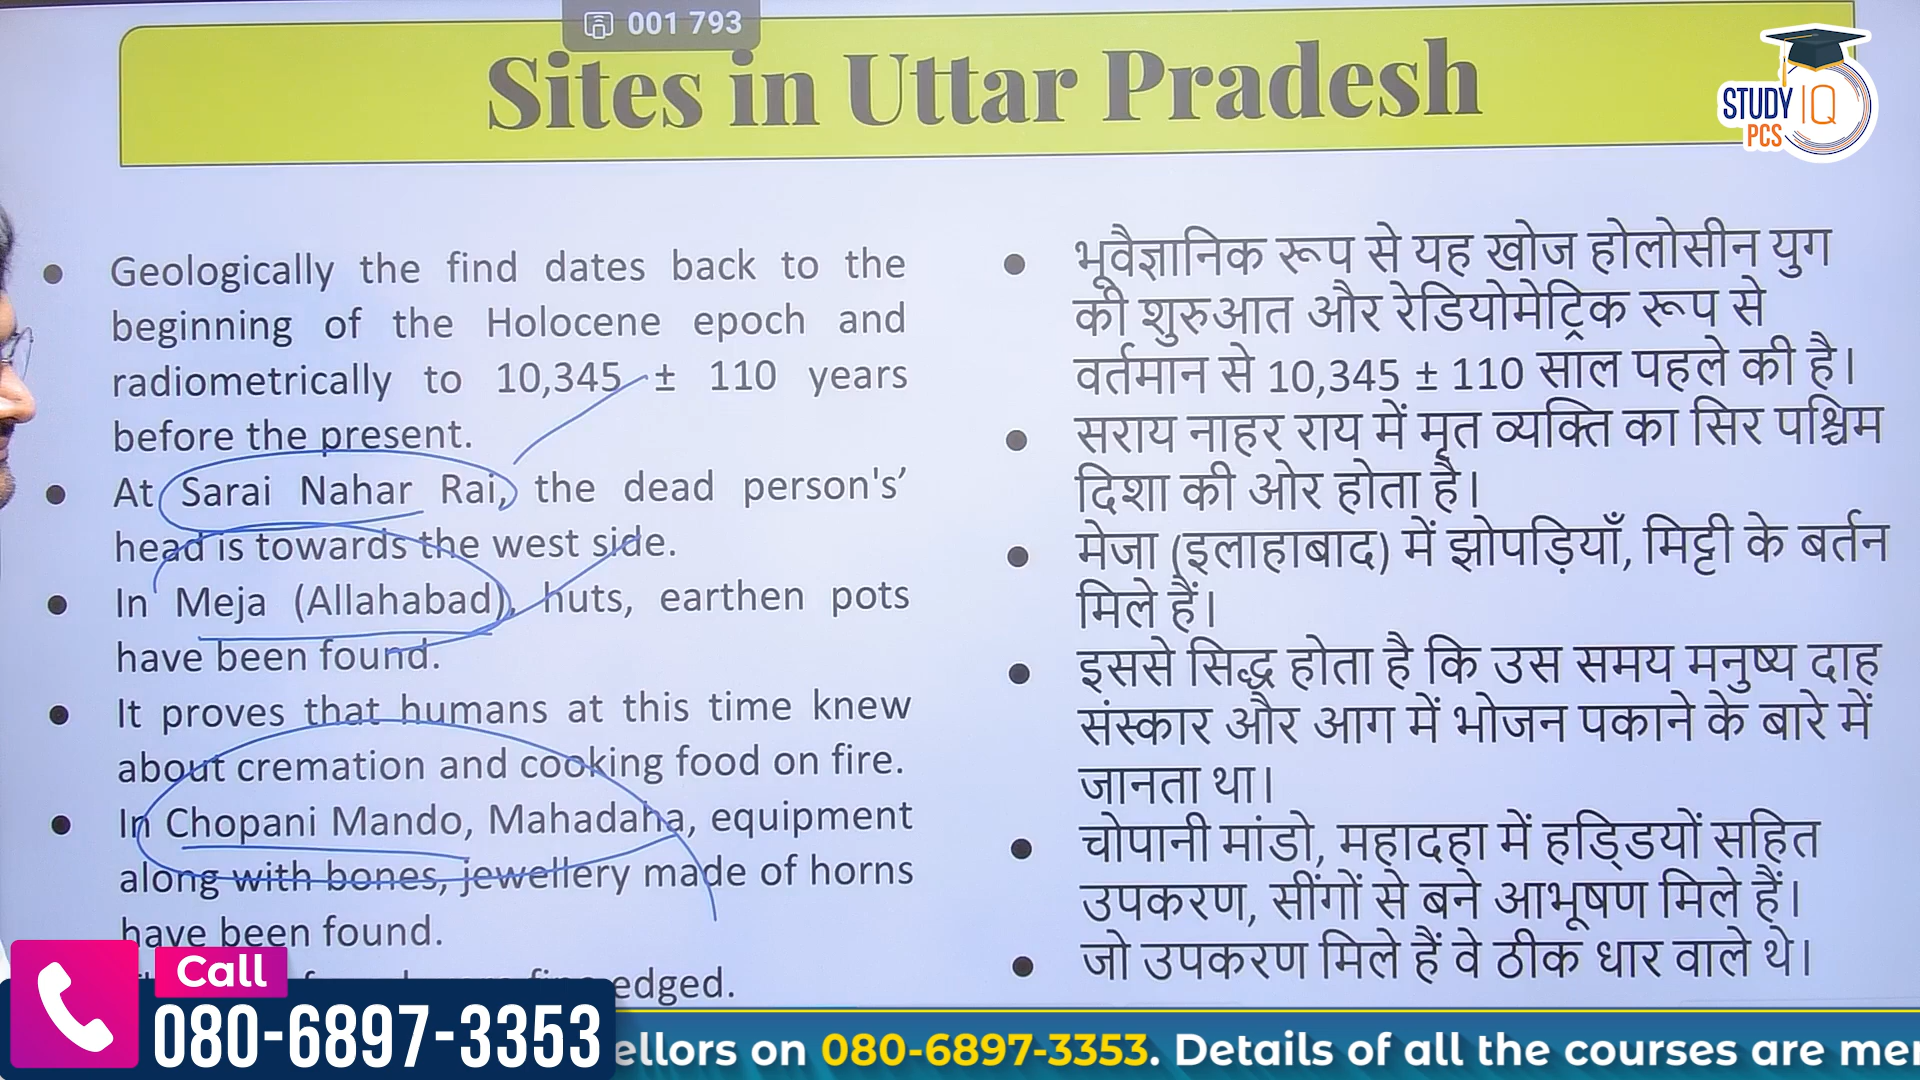 001 793
Sites in Uttar Pradesh
STUDY IQ
PCS
● Geologically the find dates back to the
beginning of the Holocene epoch and
radiometrically to 10,345 ± 110 years
before the present.
● At Sarai Nahar Rai, the dead person's’
head is towards the west side.
● In Meja (Allahabad), huts, earthen pots
have been found.
● It proves that humans at this time knew
about cremation and cooking food on fire.
● In Chopani Mando, Mahadaha, equipment
along with bones, jewellery made of horns
have been found.
edged.
● भूवैज्ञानिक रूप से यह खोज होलोसीन युग
की शुरुआत और रेडियोमेट्रिक रूप से
वर्तमान से 10,345 ± 110 साल पहले की है।
● सराय नाहर राय में मृत व्यक्ति का सिर पश्चिम
दिशा की ओर होता है।
● मेजा (इलाहाबाद) में झोपड़ियाँ, मिट्टी के बर्तन
मिले हैं।
● इससे सिद्ध होता है कि उस समय मनुष्य दाह
संस्कार और आग में भोजन पकाने के बारे में
जानता था।
● चोपानी मांडो, महादहा में हड्डियों सहित
उपकरण, सींगों से बने आभूषण मिले हैं।
● जो उपकरण मिले हैं वे ठीक धार वाले थे।
Call
080-6897-3353
ellors on 080-6897-3353. Details of all the courses are mer